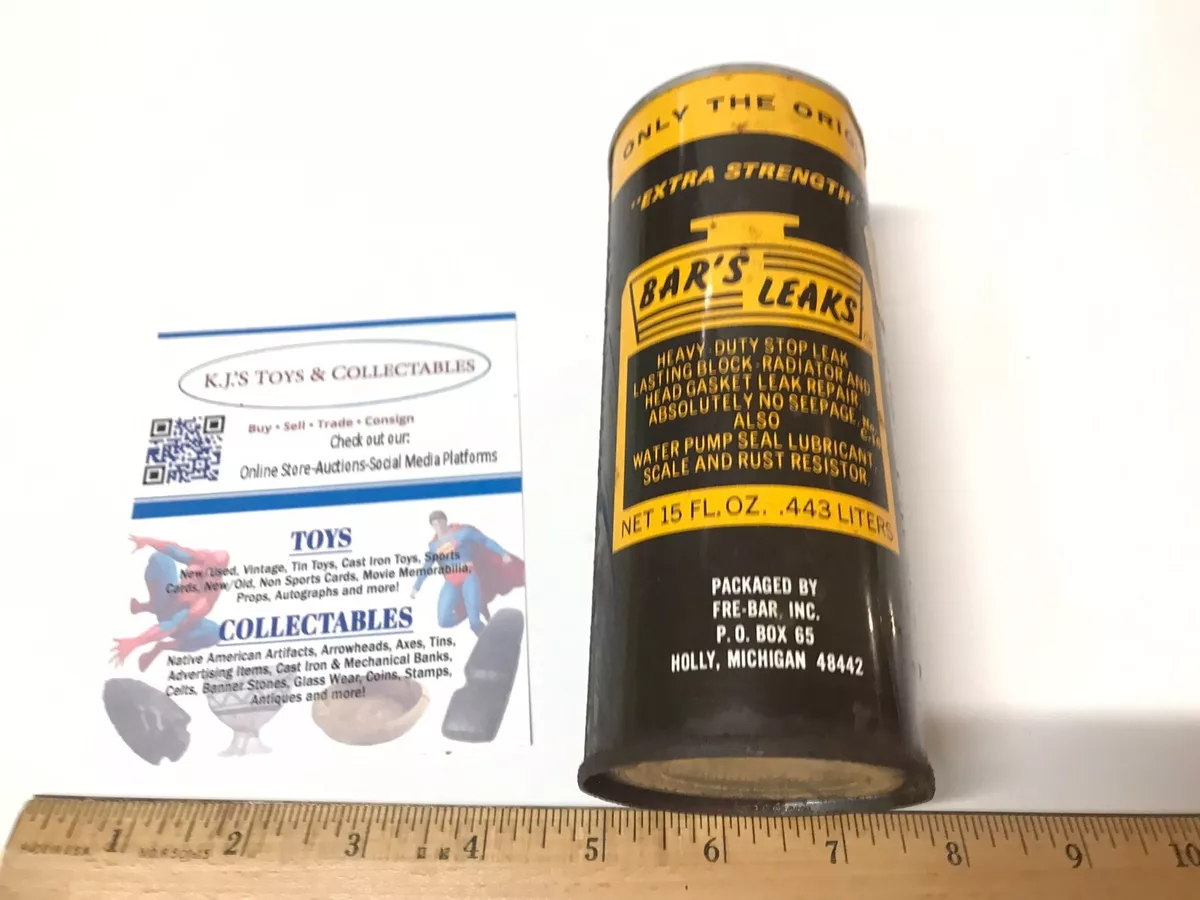 K.J.'S TOYS & COLLECTABLES
Buy • Sell • Trade • Consign
Check out our:
Online Store-Auctions-Social Media Platforms
TOYS
New/Used, Vintage, Tin Toys, Cast Iron Toys, Sports
Cards, New/Old, Non Sports Cards, Movie Memorabilia,
Props, Autographs and more!
COLLECTABLES
Native American Artifacts, Arrowheads, Axes, Tins,
Advertising Items, Cast Iron & Mechanical Banks,
Celts, Banner Stones, Glass Wear, Coins, Stamps,
Antiques and more!
ONLY THE ORIG
"EXTRA STRENGTH"
BAR'S
LEAKS
HEAVY DUTY STOP LEAK
LASTING BLOCK: RADIATOR AND
HEAD GASKET LEAK REPAIR
ABSOLUTELY NO SEEPAGE. No.
ALSO
WATER PUMP SEAL LUBRICANT,
SCALE AND RUST RESISTOR.
NET 15 FL. OZ. .443 LITERS
PACKAGED BY
FRE-BAR, INC.
P. O. BOX 65
HOLLY, MICHIGAN 48442
1 2 3 4 5 6 7 8 9 10